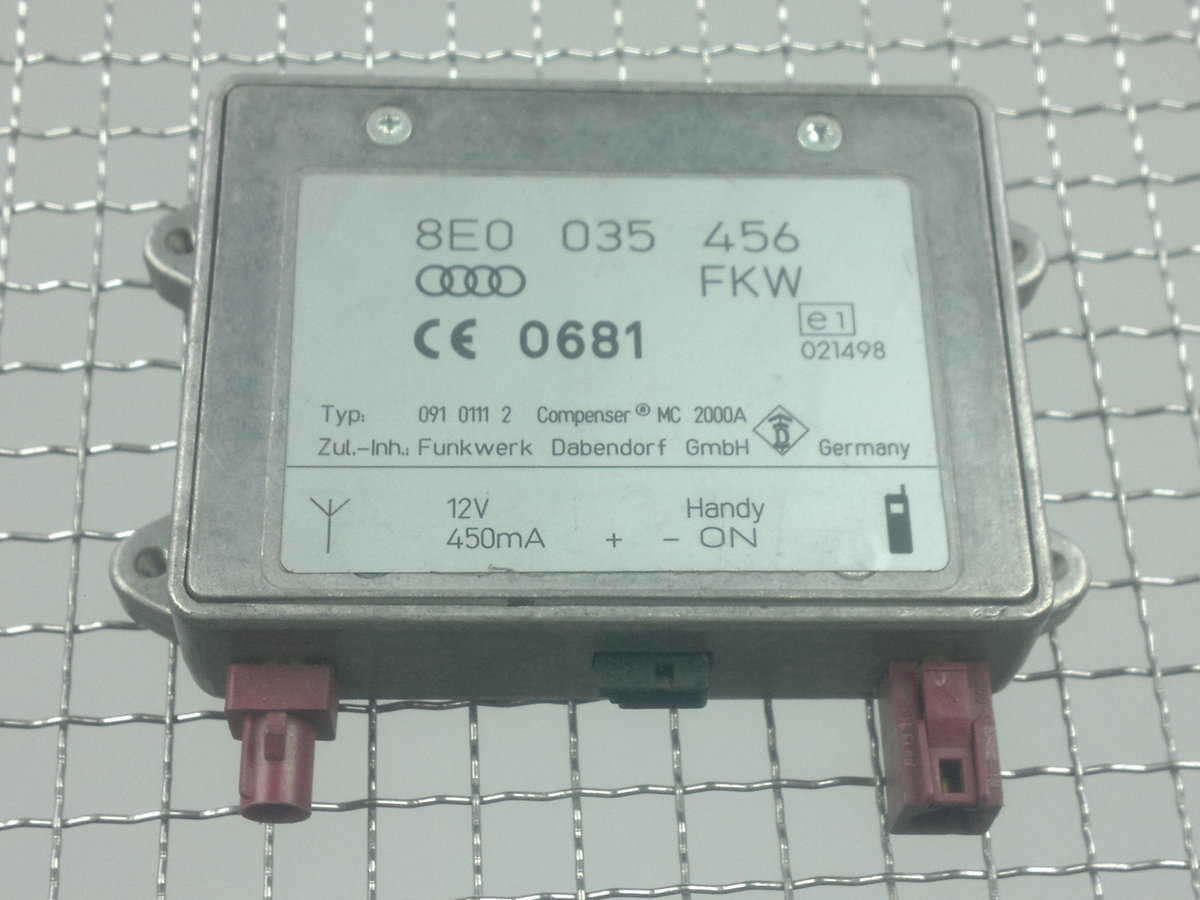 8E0 035 456
FKW
CE 0681
e1
021498
Typ: 091 0111 2 Compenser® MC 2000A
Zul.-Inh.: Funkwerk Dabendorf GmbH Germany
12V Handy
450mA + - ON